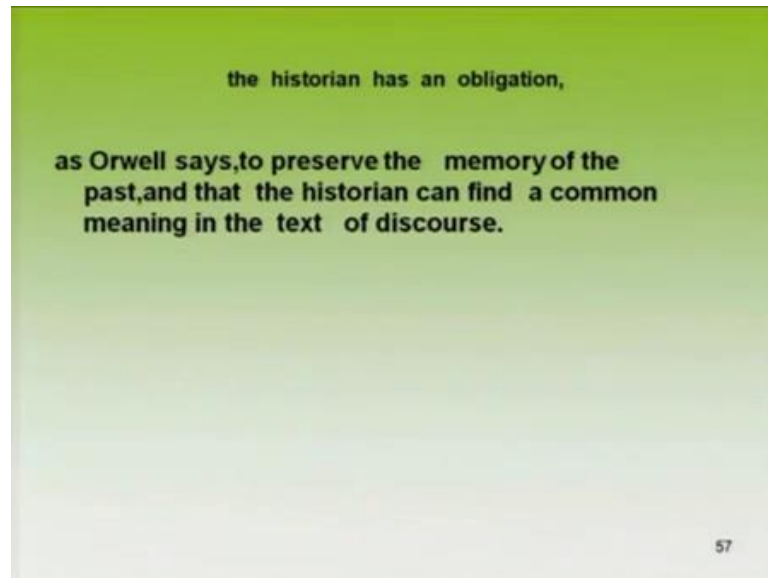 the historian has an obligation,
as Orwell says,to preserve the memory of the
past,and that the historian can find a common
meaning in the text of discourse.
57